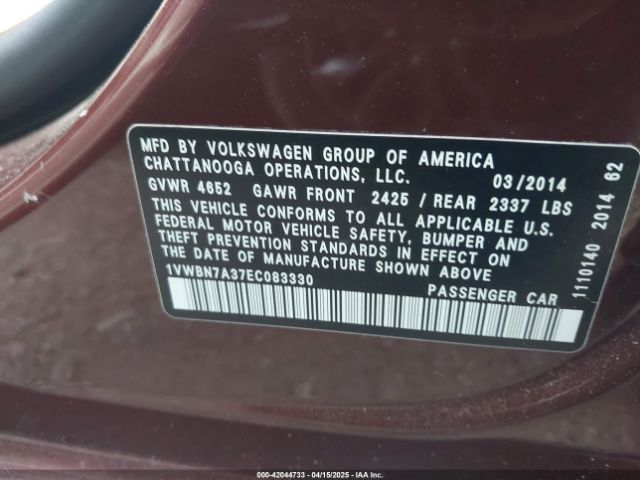 MFD BY VOLKSWAGEN GROUP OF AMERICA
CHATTANOOGA OPERATIONS, LLC. 03/2014
GVWR 4652 GAWR FRONT 2425 / REAR 2337 LBS
THIS VEHICLE CONFORMS TO ALL APPLICABLE U.S.
FEDERAL MOTOR VEHICLE SAFETY, BUMPER AND
THEFT PREVENTION STANDARDS IN EFFECT ON
THE DATE OF MANUFACTURE SHOWN ABOVE
1VWBN7A37EC083330
PASSENGER CAR
1110140 2014 62
000-42044733 - 04/15/2025 - IAA Inc.